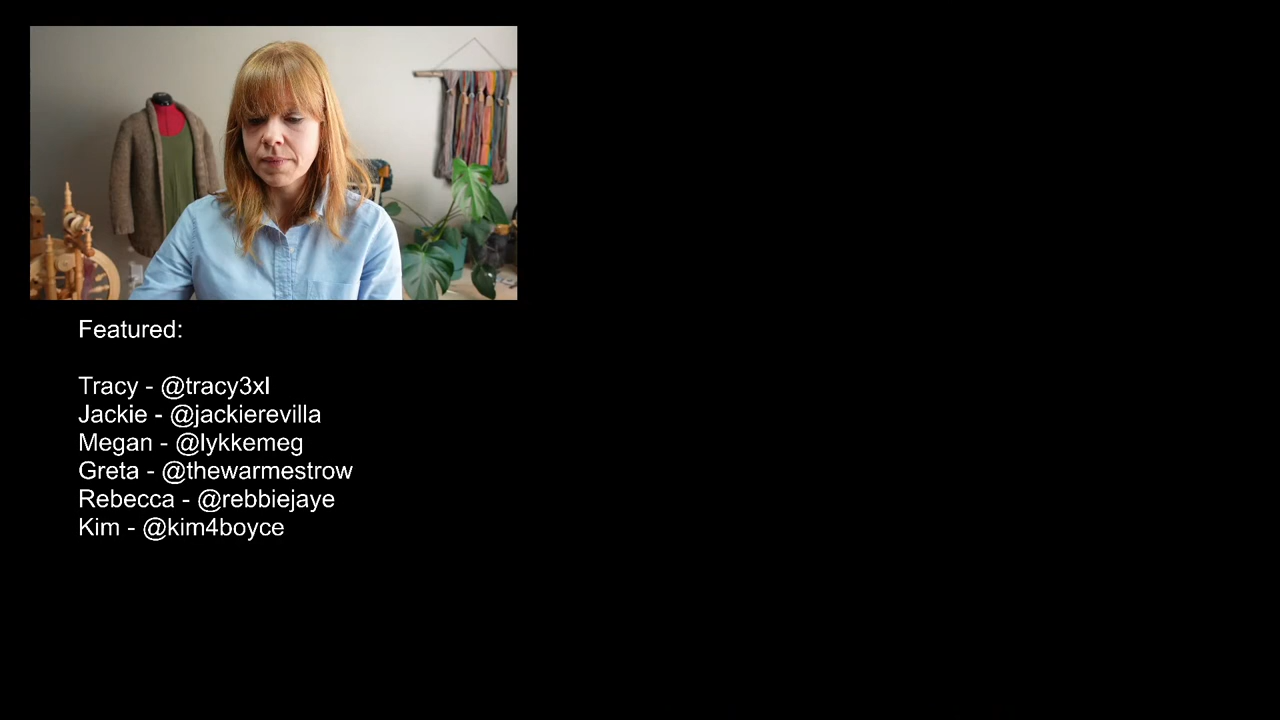 Featured:
Tracy - @tracy3xl
Jackie - @jackierevilla
Megan - @lykkemeg
Greta - @thewarmestrow
Rebecca - @rebbiejaye
Kim - @kim4boyce